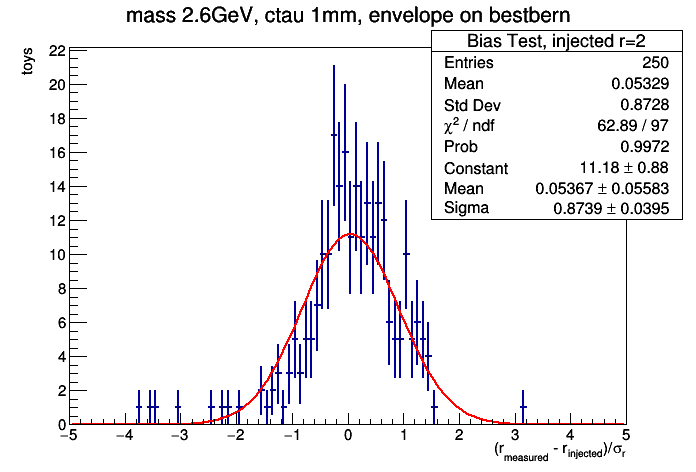 mass 2.6GeV, ctau 1mm, envelope on bestbern
Bias Test, injected r=2
Entries 250
Mean 0.05329
Std Dev 0.8728
χ² / ndf 62.89 / 97
Prob 0.9972
Constant 11.18 ± 0.88
Mean 0.05367 ± 0.05583
Sigma 0.8739 ± 0.0395
toys
22
20
18
16
14
12
10
8
6
4
2
0
−5 −4 −3 −2 −1 0 1 2 3 4 5
(r_measured - r_injected)/σ_r